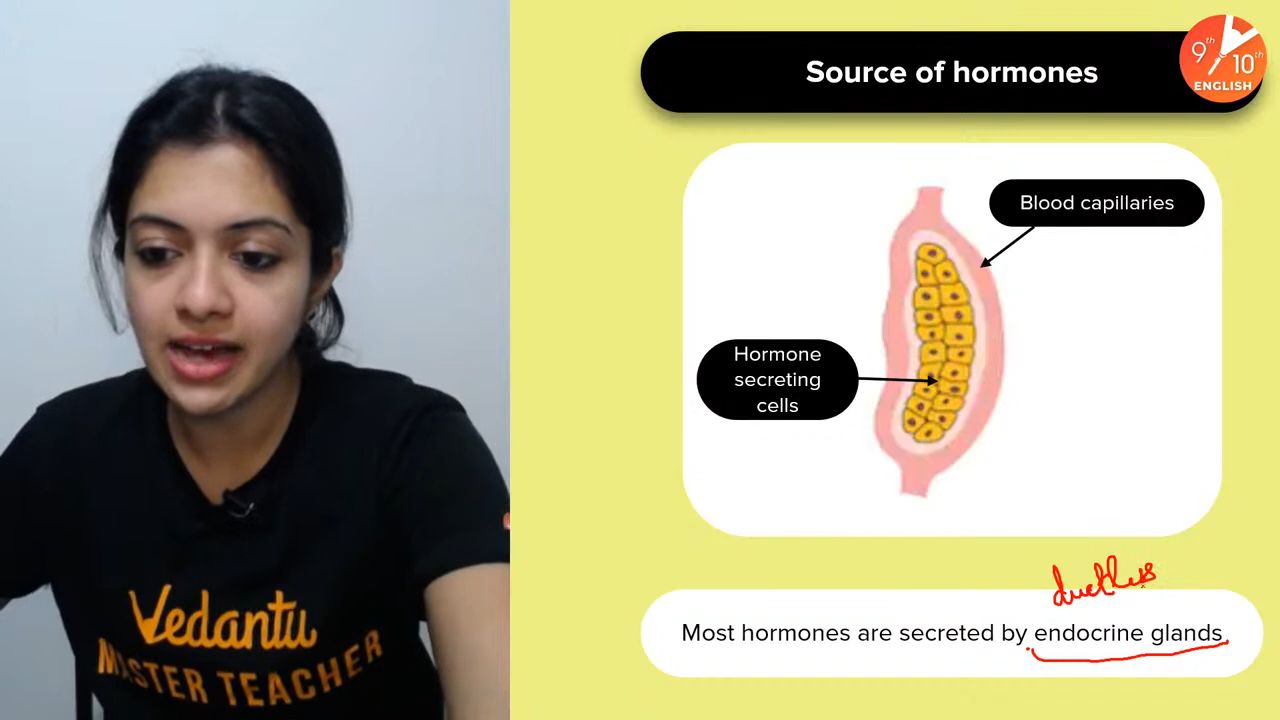 Source of hormones
9th
10th
ENGLISH
Blood capillaries
Hormone
secreting
cells
ductless
Most hormones are secreted by endocrine glands
Vedantu
MASTER TEACHER